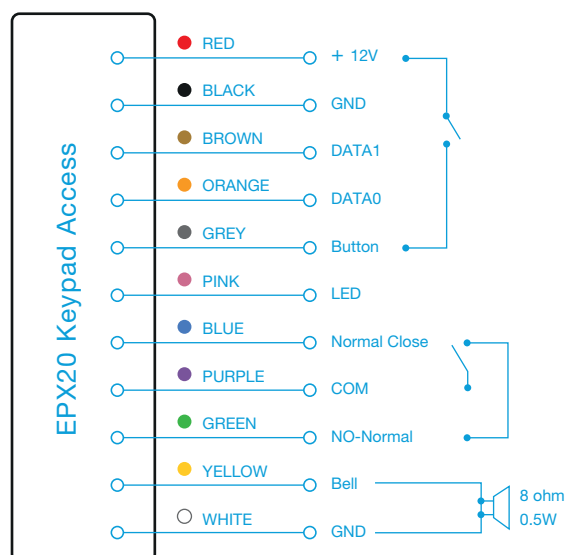 EPX20 Keypad Access
RED + 12V
BLACK GND
BROWN DATA1
ORANGE DATA0
GREY Button
PINK LED
BLUE Normal Close
PURPLE COM
GREEN NO-Normal
YELLOW Bell
8 ohm
0.5W
WHITE GND